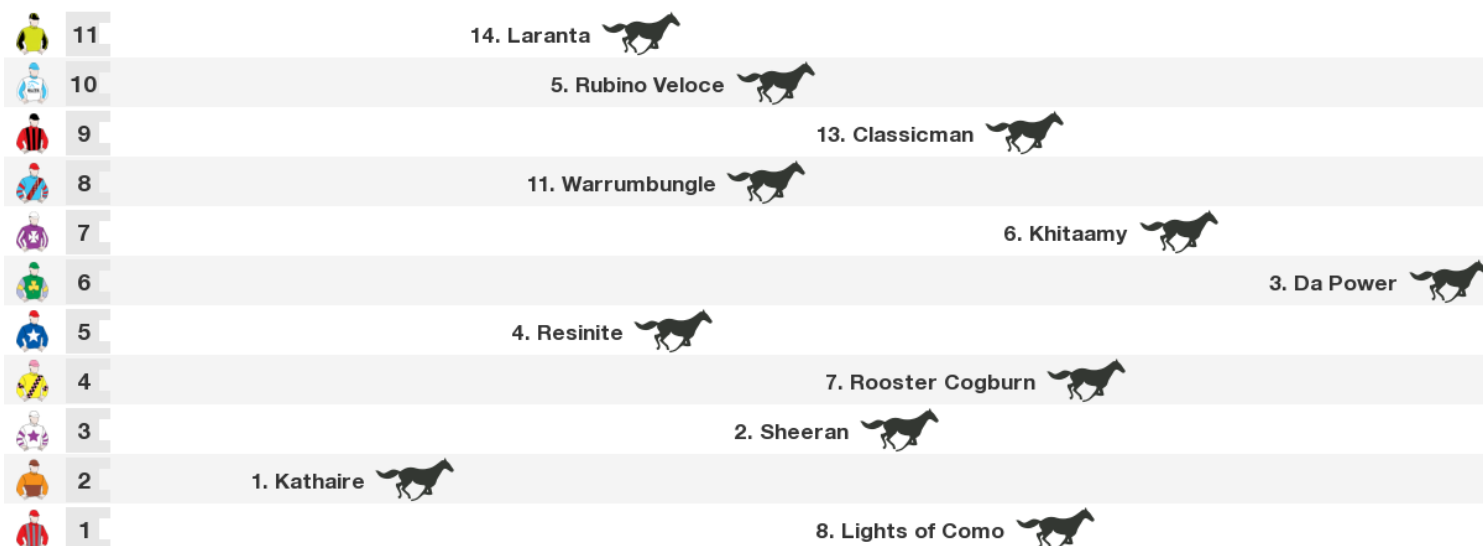 11 14. Laranta
10 5. Rubino Veloce
9 13. Classicman
8 11. Warrumbungle
7 6. Khitaamy
6 3. Da Power
5 4. Resinite
4 7. Rooster Cogburn
3 2. Sheeran
2 1. Kathaire
1 8. Lights of Como